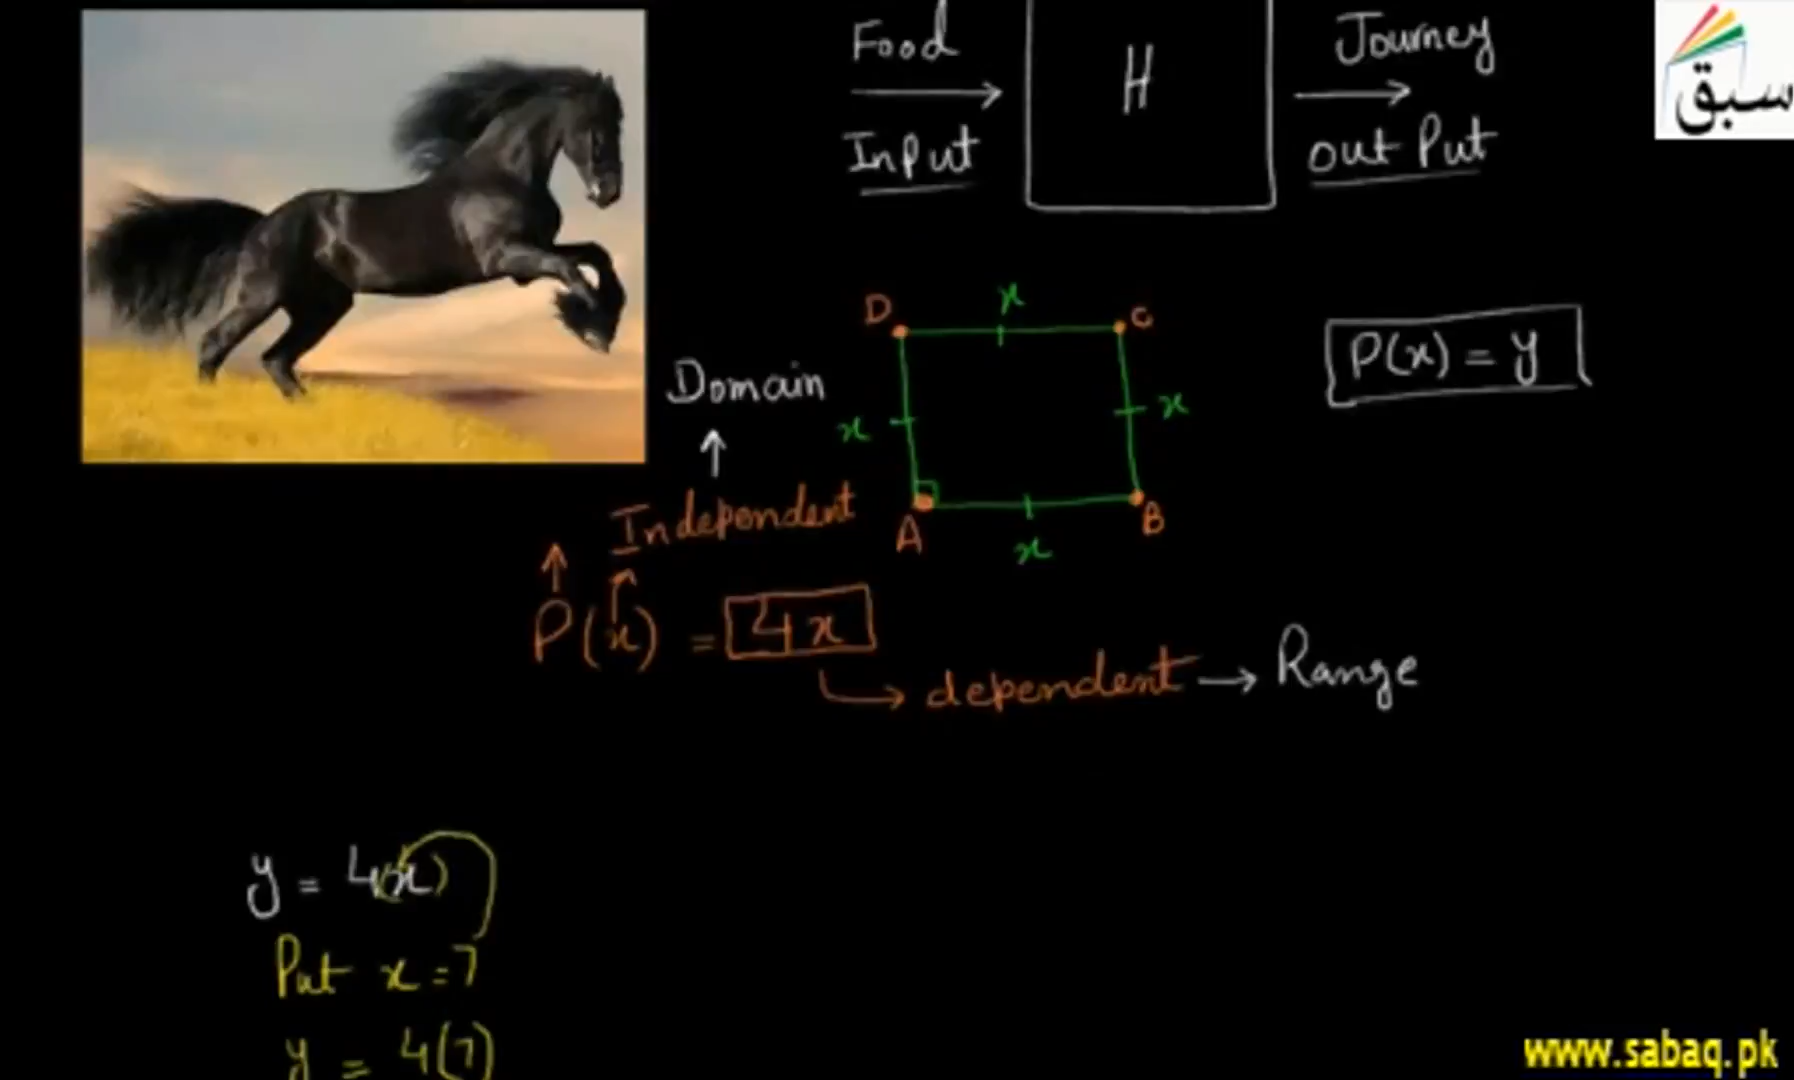 Food
H
Journey
Input
out Put
سبق
D
x
C
P(x) = y
Domain
x
x
Independent
A
x
B
P(x) = 4x
dependent → Range
y = 4(x)
Put x = 7
y = 4(7)
www.sabaq.pk